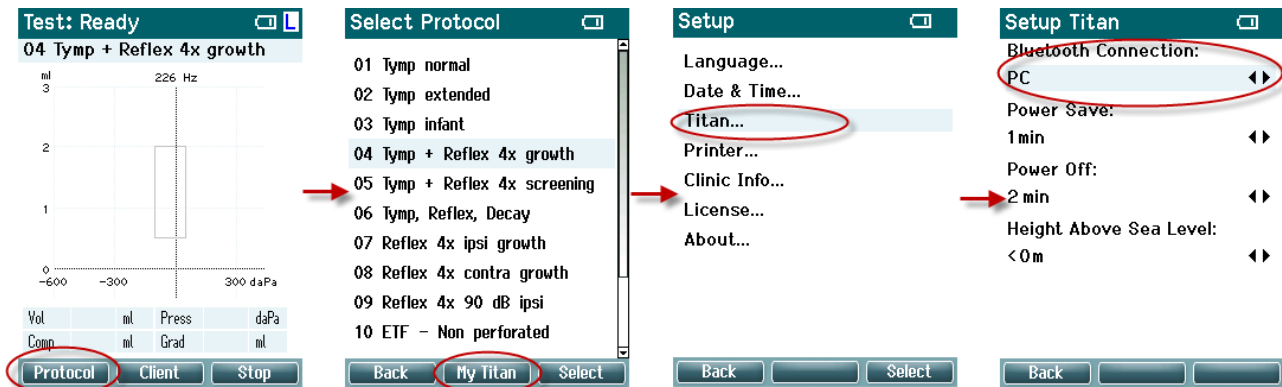 Test: Ready
L
04 Tymp + Reflex 4x growth
ml
226 Hz
3
2
1
0
-600 -300 300 daPa
Vol ml Press daPa
Comp ml Grad ml
Protocol Client Stop
Select Protocol
01 Tymp normal
02 Tymp extended
03 Tymp infant
04 Tymp + Reflex 4x growth
05 Tymp + Reflex 4x screening
06 Tymp, Reflex, Decay
07 Reflex 4x ipsi growth
08 Reflex 4x contra growth
09 Reflex 4x 90 dB ipsi
10 ETF - Non perforated
Back My Titan Select
Setup
Language...
Date & Time...
Titan...
Printer...
Clinic Info...
License...
About...
Back Select
Setup Titan
Bluetooth Connection:
PC
Power Save:
1 min
Power Off:
2 min
Height Above Sea Level:
<0m
Back